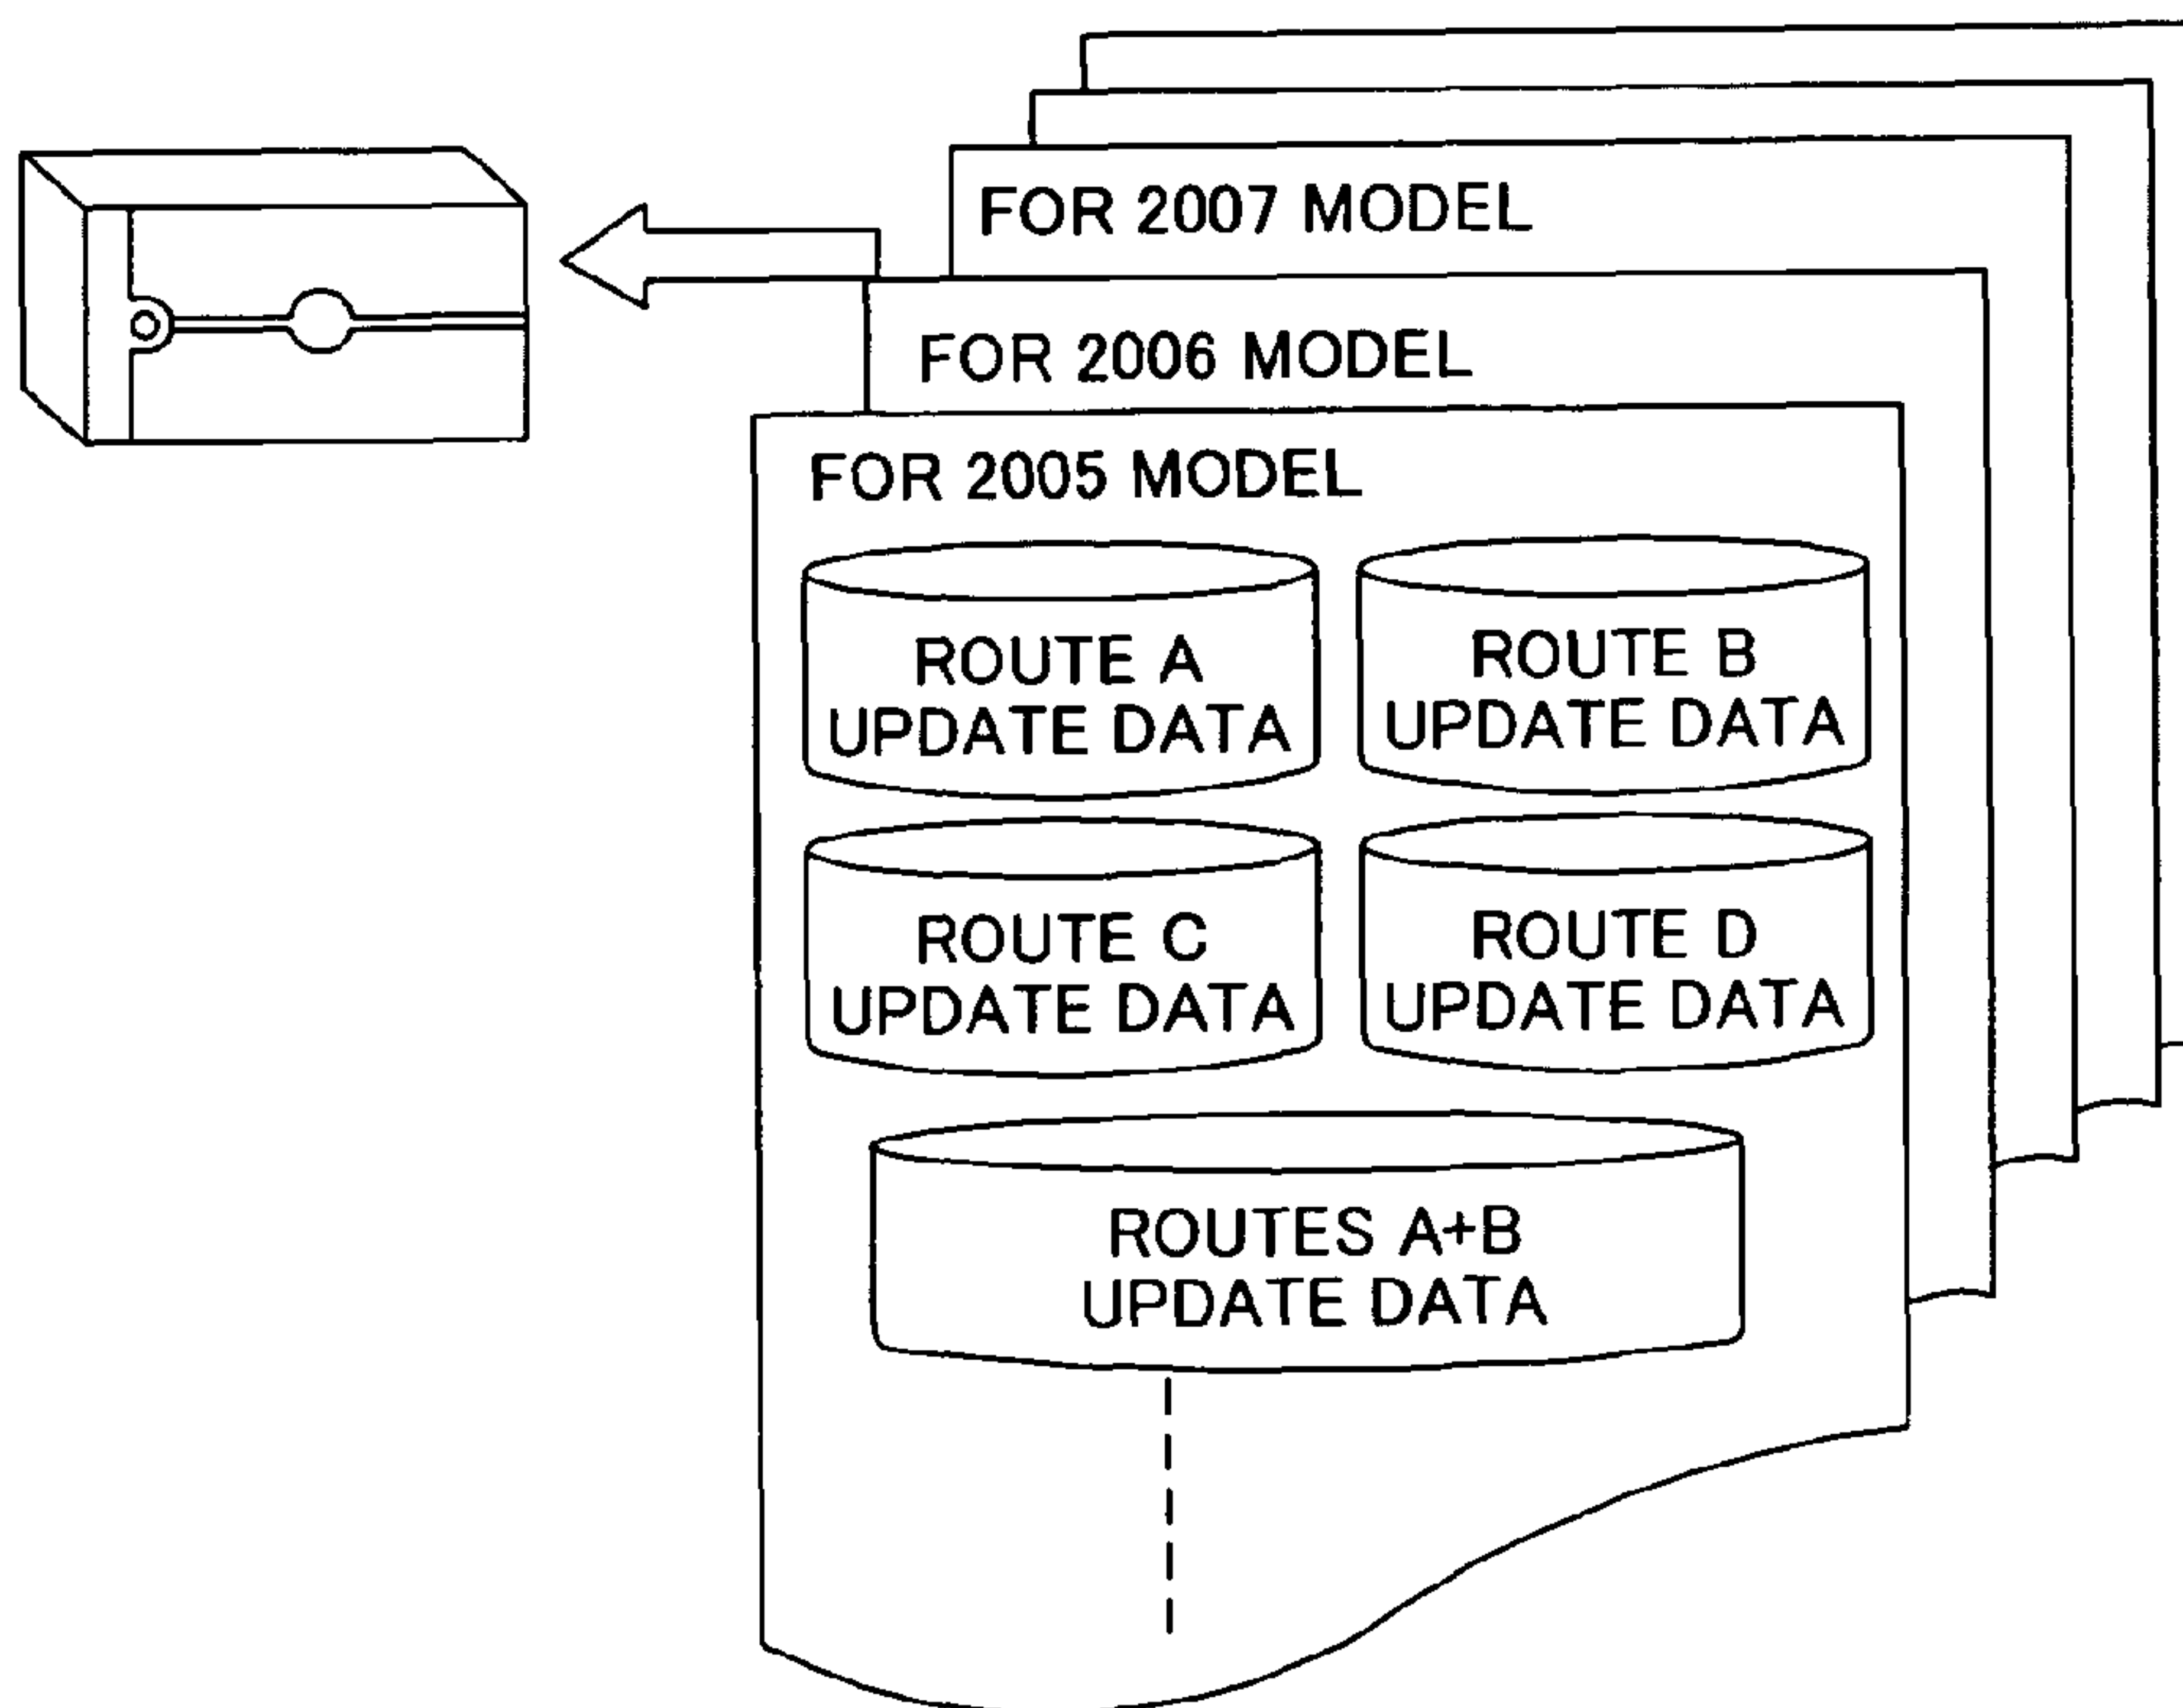 FOR 2007 MODEL
FOR 2006 MODEL
FOR 2005 MODEL
ROUTE A
UPDATE DATA
ROUTE B
UPDATE DATA
ROUTE C
UPDATE DATA
ROUTE D
UPDATE DATA
ROUTES A+B
UPDATE DATA